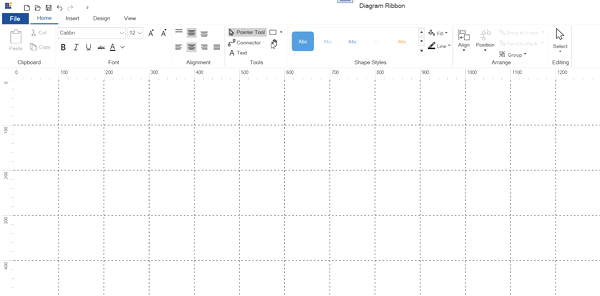 Diagram Ribbon
File Home Insert Design View
Paste Cut Copy
Calibri 12
B I U abc A A
Pointer Tool
Connector
A Text
Abc Abc Abc Abc Abc
Fill
Line
Align Position
Bring to Front
Send to Back
Group
Select
Clipboard Font Alignment Tools Shape Styles Arrange Editing
0 100 200 300 400 500 600 700 800 900 1000 1100 1200
0
100
200
300
400